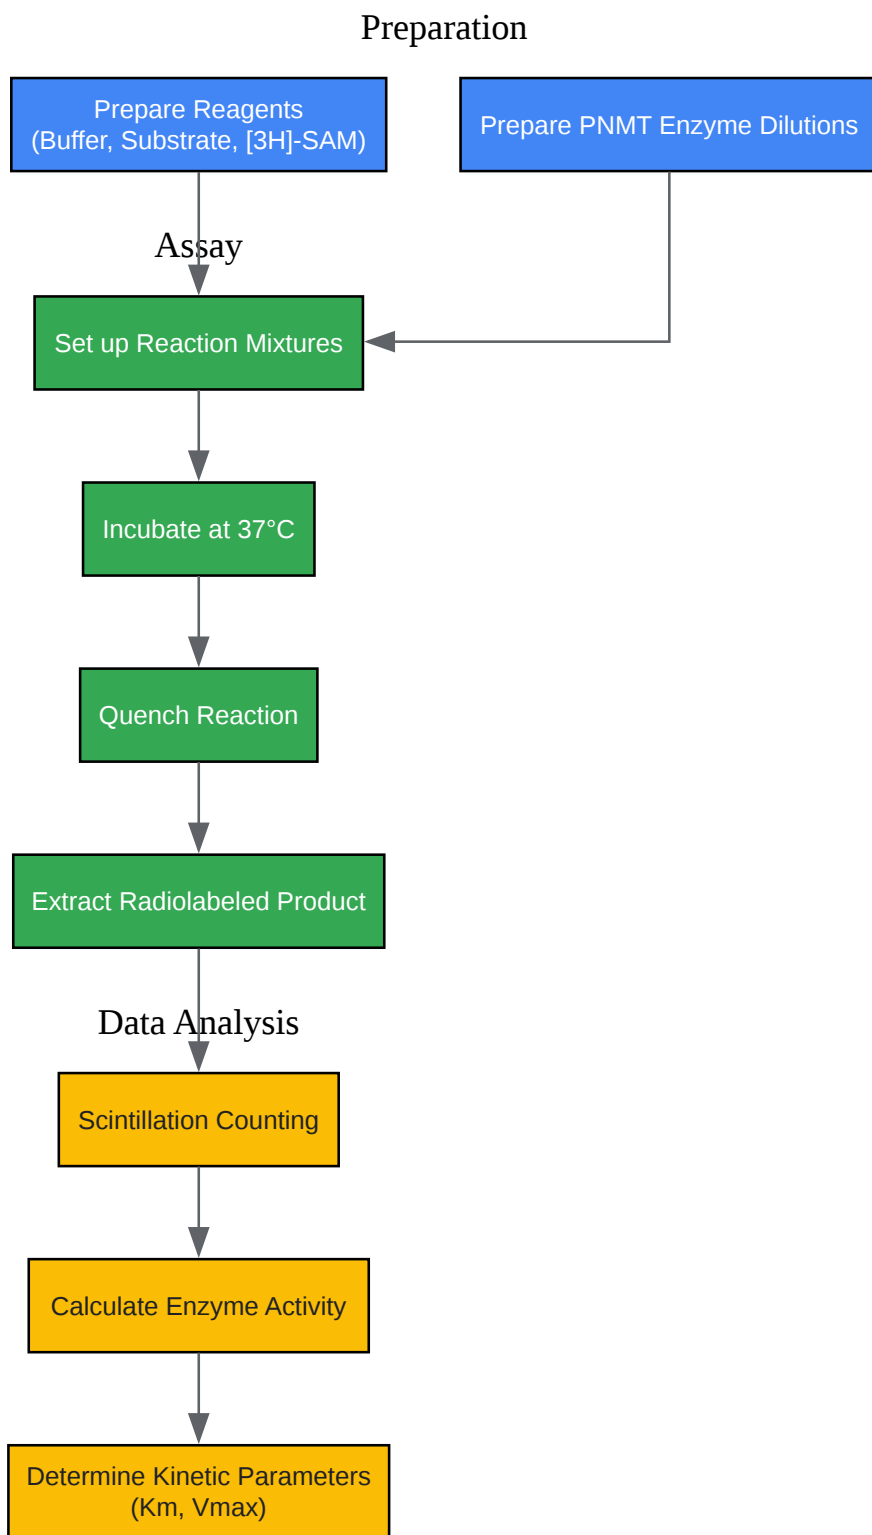 Preparation
Prepare Reagents
(Buffer, Substrate, [3H]-SAM)
Prepare PNMT Enzyme Dilutions
Assay
Set up Reaction Mixtures
Incubate at 37°C
Quench Reaction
Extract Radiolabeled Product
Data Analysis
Scintillation Counting
Calculate Enzyme Activity
Determine Kinetic Parameters
(Km, Vmax)